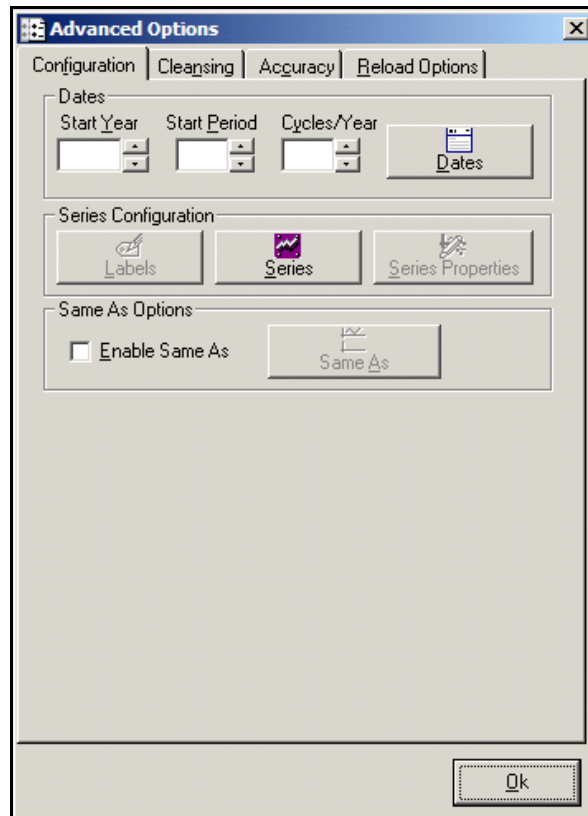 Advanced Options
Configuration Cleansing Accuracy Reload Options
Dates
Start Year Start Period Cycles/Year
Dates
Series Configuration
Labels Series Series Properties
Same As Options
Enable Same As Same As
Ok